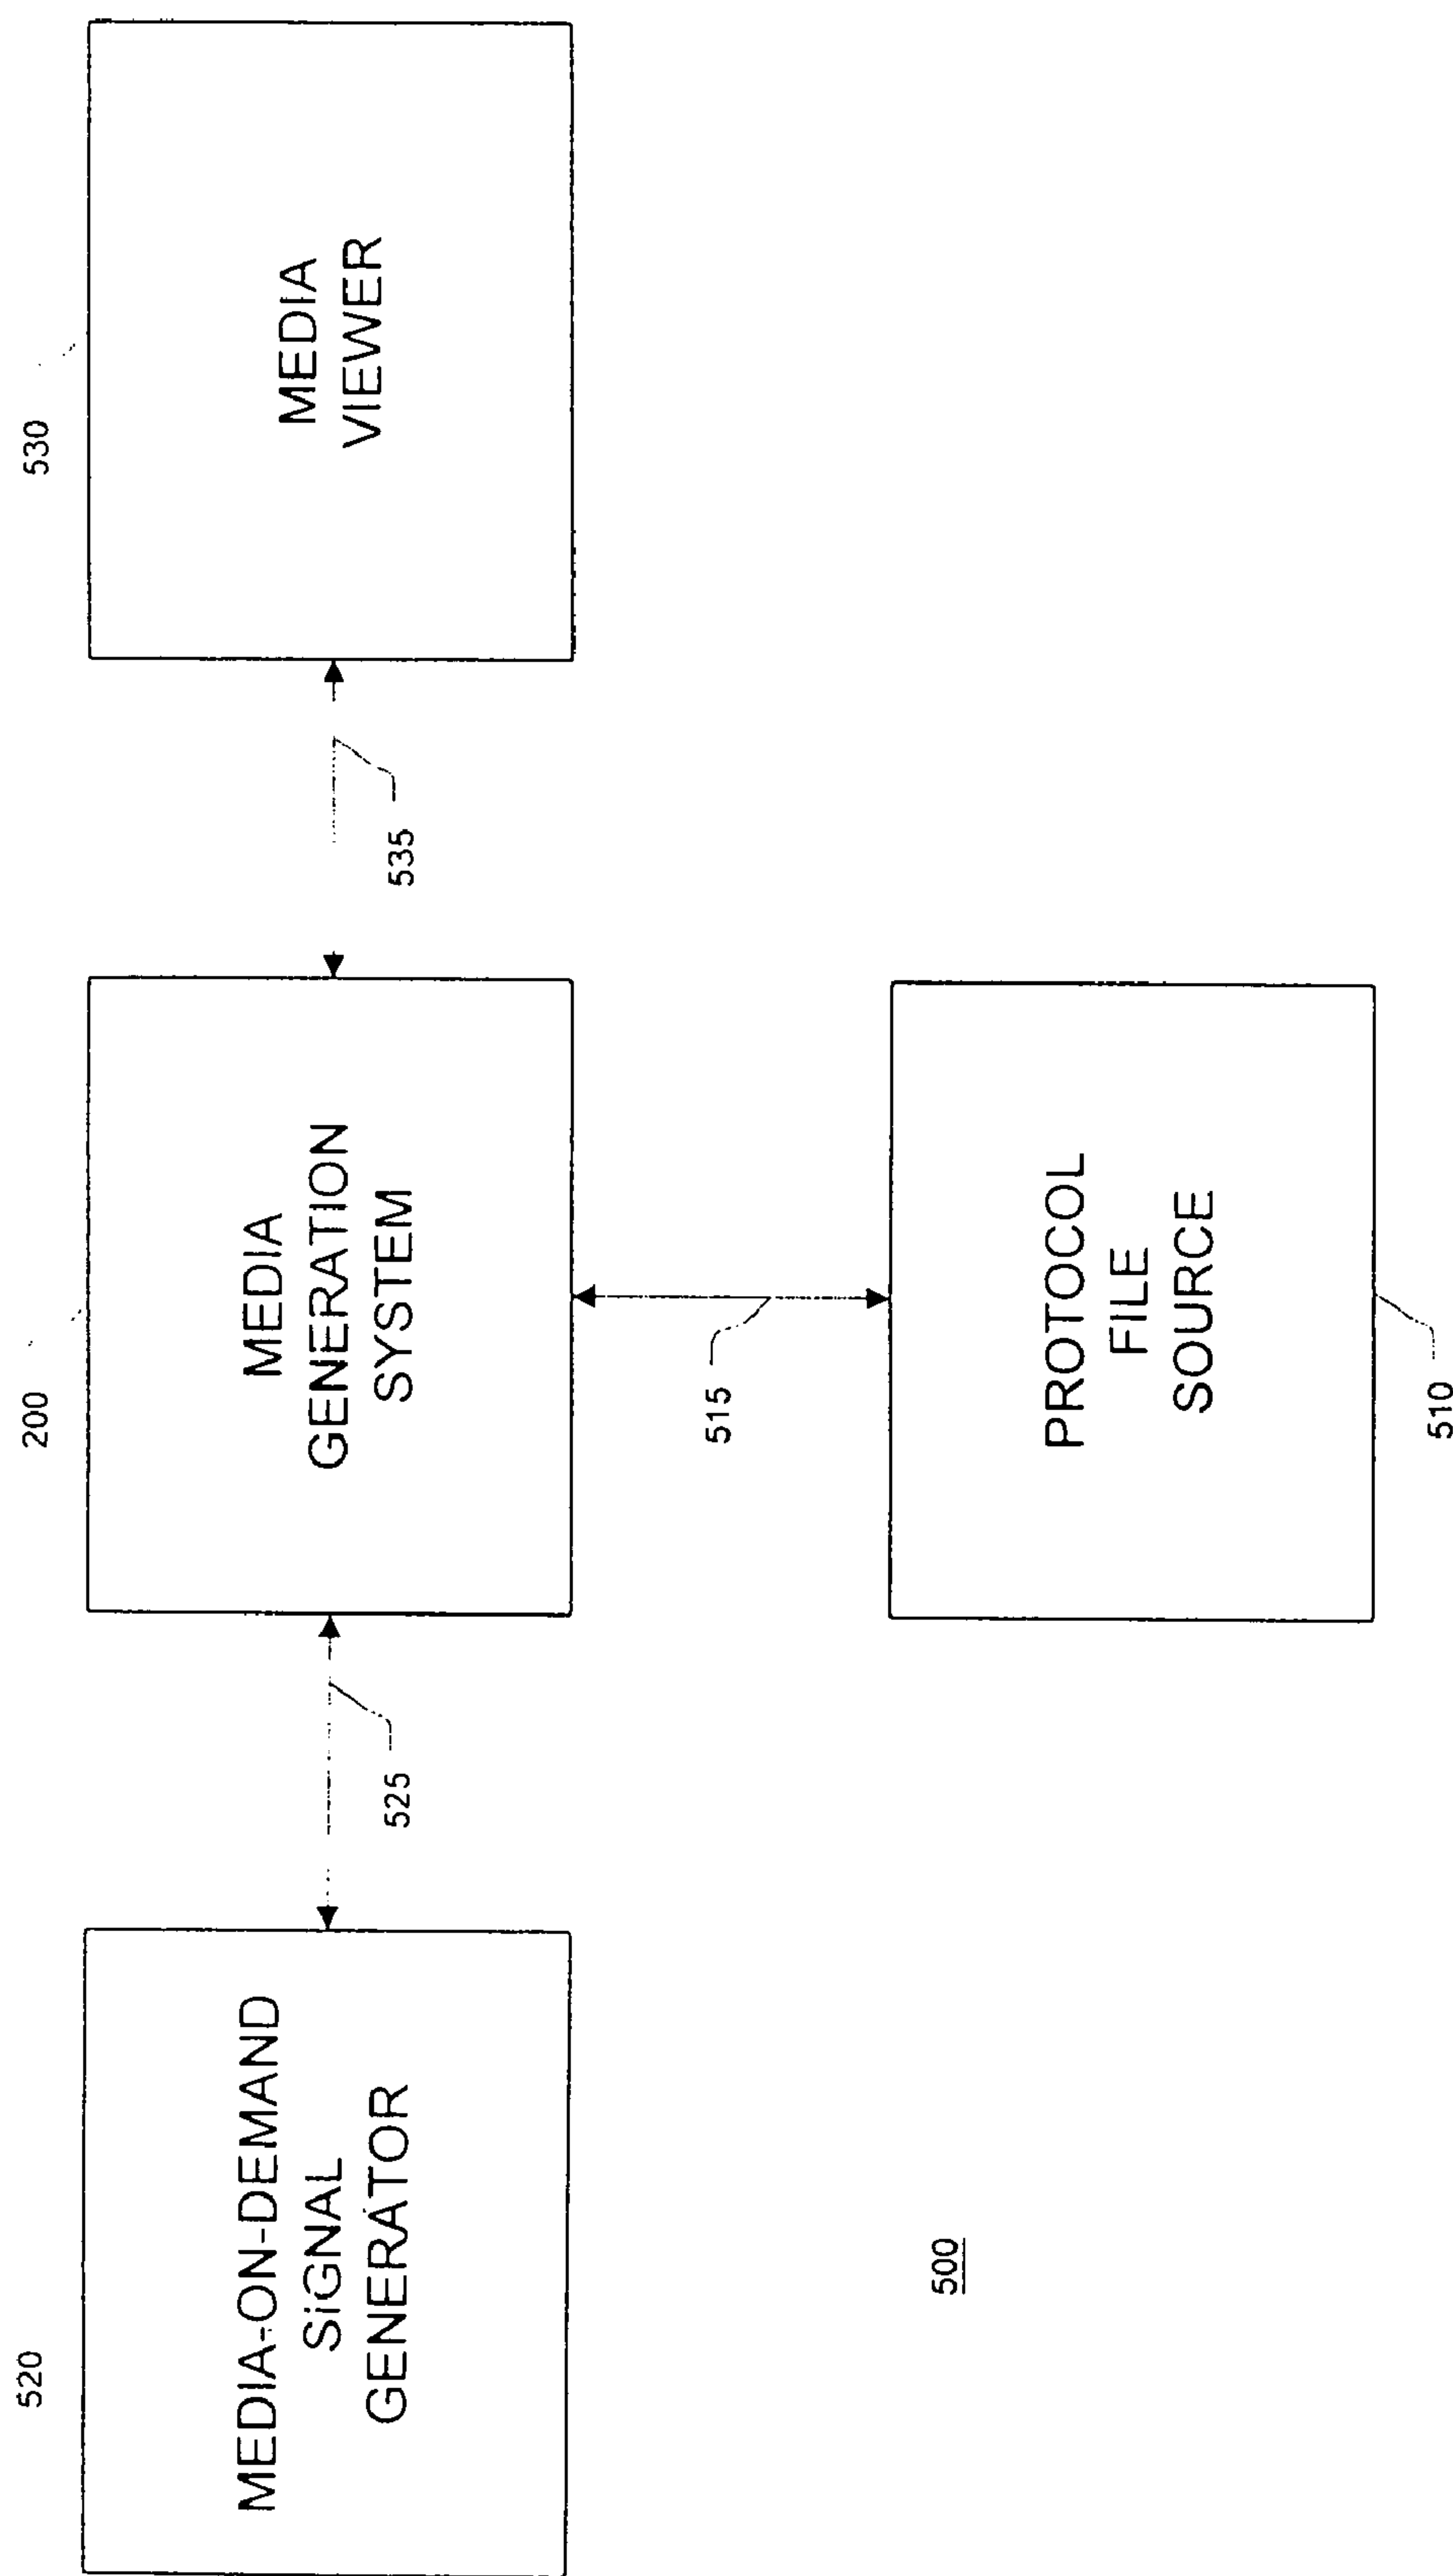 520
MEDIA-ON-DEMAND
SIGNAL
GENERATOR
525
200
MEDIA
GENERATION
SYSTEM
535
530
MEDIA
VIEWER
515
PROTOCOL
FILE
SOURCE
510
500